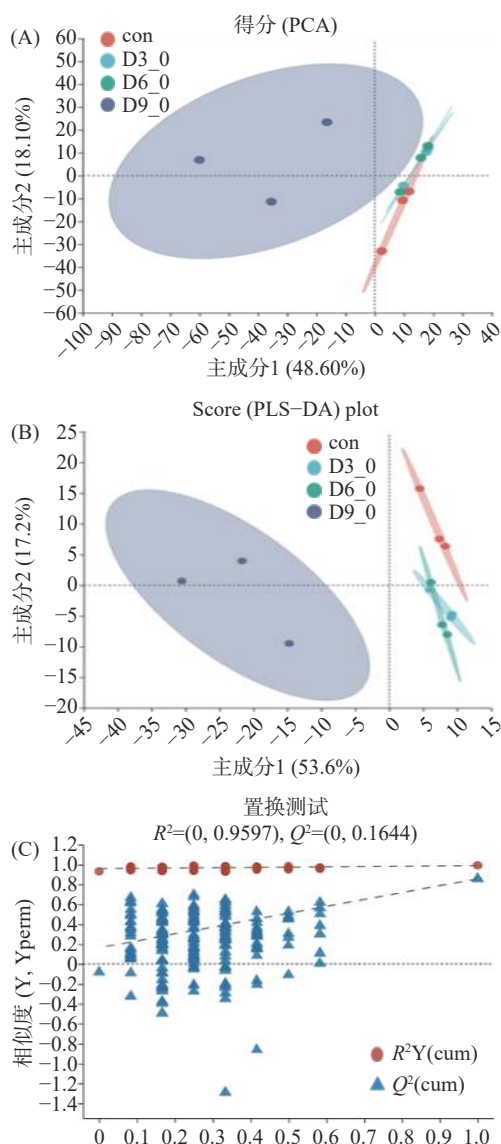 (A)
得分 (PCA)
con
D3_0
D6_0
D9_0
60
50
40
30
20
10
0
−10
−20
−30
−40
−50
−60
主成分2 (18.10%)
−100
−90
−80
−70
−60
−50
−40
−30
−20
−10
0
10
20
30
40
主成分1 (48.60%)
(B)
Score (PLS−DA) plot
con
D3_0
D6_0
D9_0
25
20
15
10
5
0
−5
−10
−15
−20
主成分2 (17.2%)
−45
−40
−35
−30
−25
−20
−15
−10
−5
0
5
10
15
主成分1 (53.6%)
置换测试
R²=(0, 0.9597), Q²=(0, 0.1644)
(C)
1.2
1.0
0.8
0.6
0.4
0.2
0
−0.2
−0.4
−0.6
−0.8
−1.0
−1.2
−1.4
相似度 (Y, Yperm)
R²Y(cum)
Q²(cum)
0 0.1 0.2 0.3 0.4 0.5 0.6 0.7 0.8 0.9 1.0